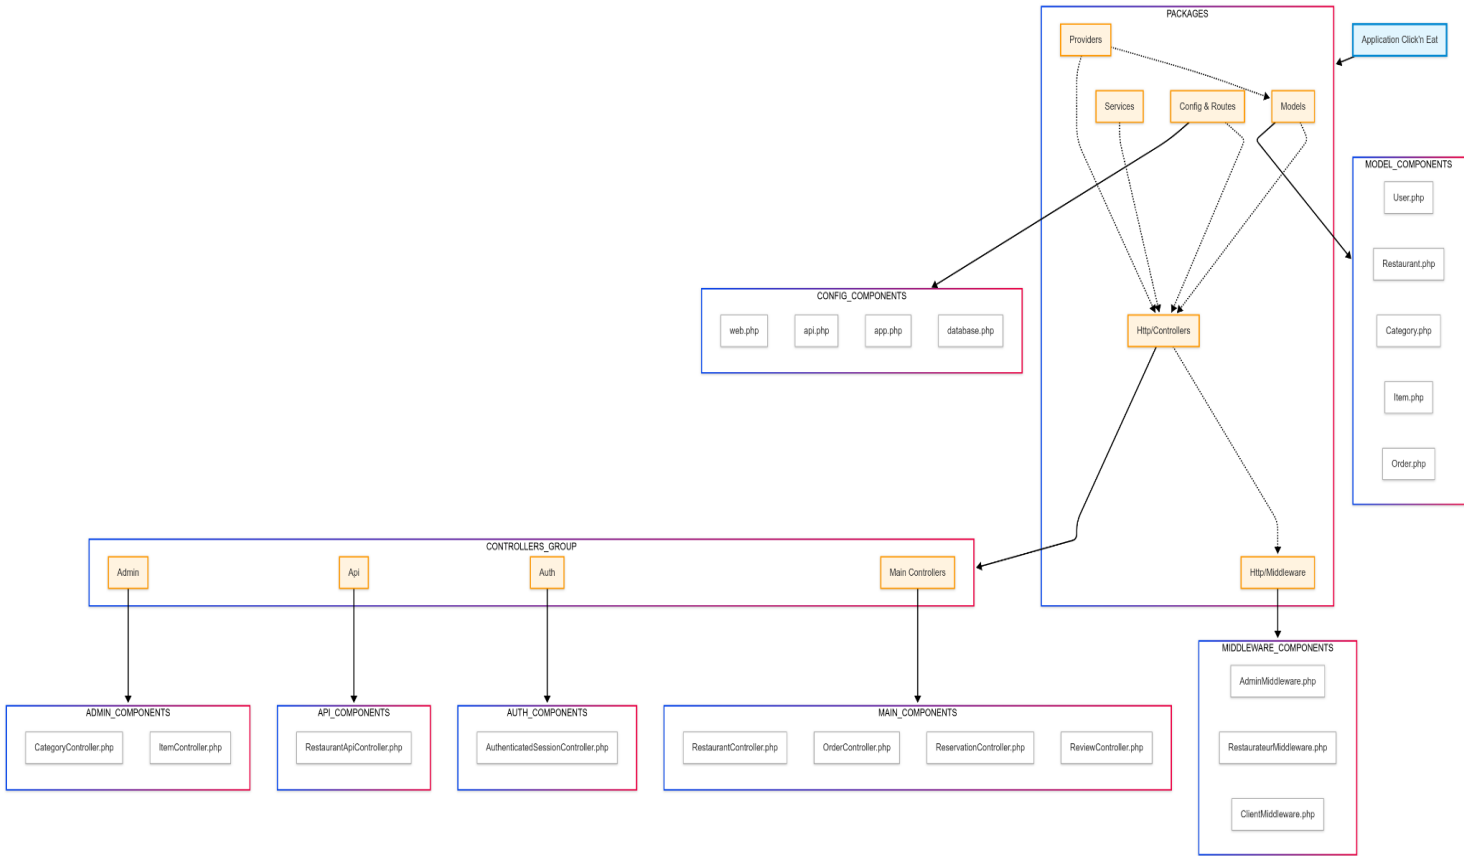 PACKAGES
Providers
Application Click'n Eat
Services
Config & Routes
Models
MODEL_COMPONENTS
User.php
Restaurant.php
Category.php
Item.php
Order.php
CONFIG_COMPONENTS
web.php
api.php
app.php
database.php
Http/Controllers
CONTROLLERS_GROUP
Admin
Api
Auth
Main Controllers
Http/Middleware
MIDDLEWARE_COMPONENTS
AdminMiddleware.php
RestaurateurMiddleware.php
ClientMiddleware.php
ADMIN_COMPONENTS
CategoryController.php
ItemController.php
API_COMPONENTS
RestaurantApiController.php
AUTH_COMPONENTS
AuthenticatedSessionController.php
MAIN_COMPONENTS
RestaurantController.php
OrderController.php
ReservationController.php
ReviewController.php